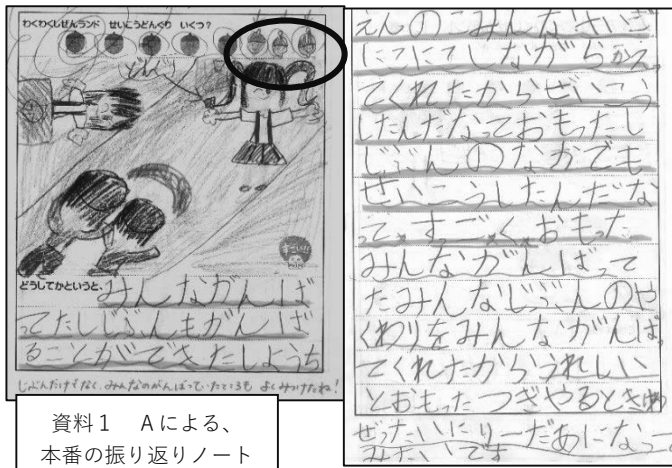 わくわくしぜんランド せいこうどんぐり いくつ?
どうしてかというと、みんながんば
ってたしじぶんもがんば
ることができたしようち
じぶんだけでなく、みんなのがんばっていたところも よくみつけたね!
資料1 Aによる、
本番の振り返りノート
えんのこみんなさいご
にこにこしながらかえ
てくれたからせいこう
したんだなっておもったし
じぶんのなかでも
せいこうしたんだな
って、すごくおもった
みんながんばって
たみんなじぶんのや
くわりをみんながんば
てくれたからうれしい
とおもったつぎやるときは
ぜったいにりーだあになっ
みたいです